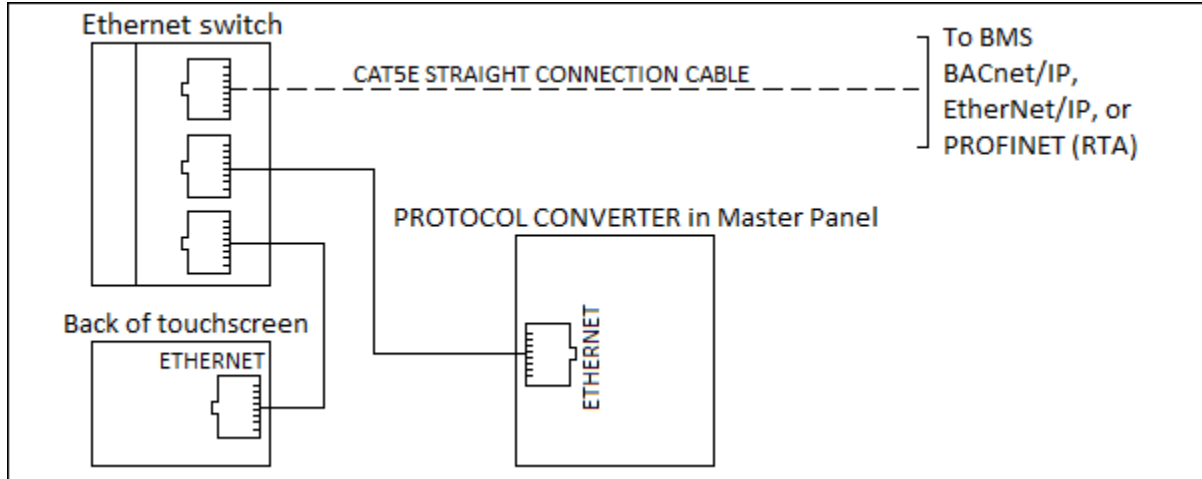 Ethernet switch
CAT5E STRAIGHT CONNECTION CABLE
To BMS
BACnet/IP,
EtherNet/IP, or
PROFINET (RTA)
PROTOCOL CONVERTER in Master Panel
ETHERNET
Back of touchscreen
ETHERNET